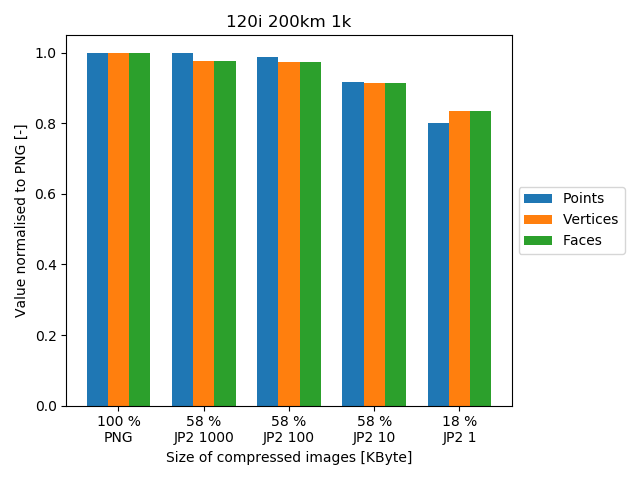 120i 200km 1k
Value normalised to PNG [-]
1.0
0.8
0.6
0.4
0.2
0.0
100 %
PNG
58 %
JP2 1000
58 %
JP2 100
58 %
JP2 10
18 %
JP2 1
Size of compressed images [KByte]
Points
Vertices
Faces